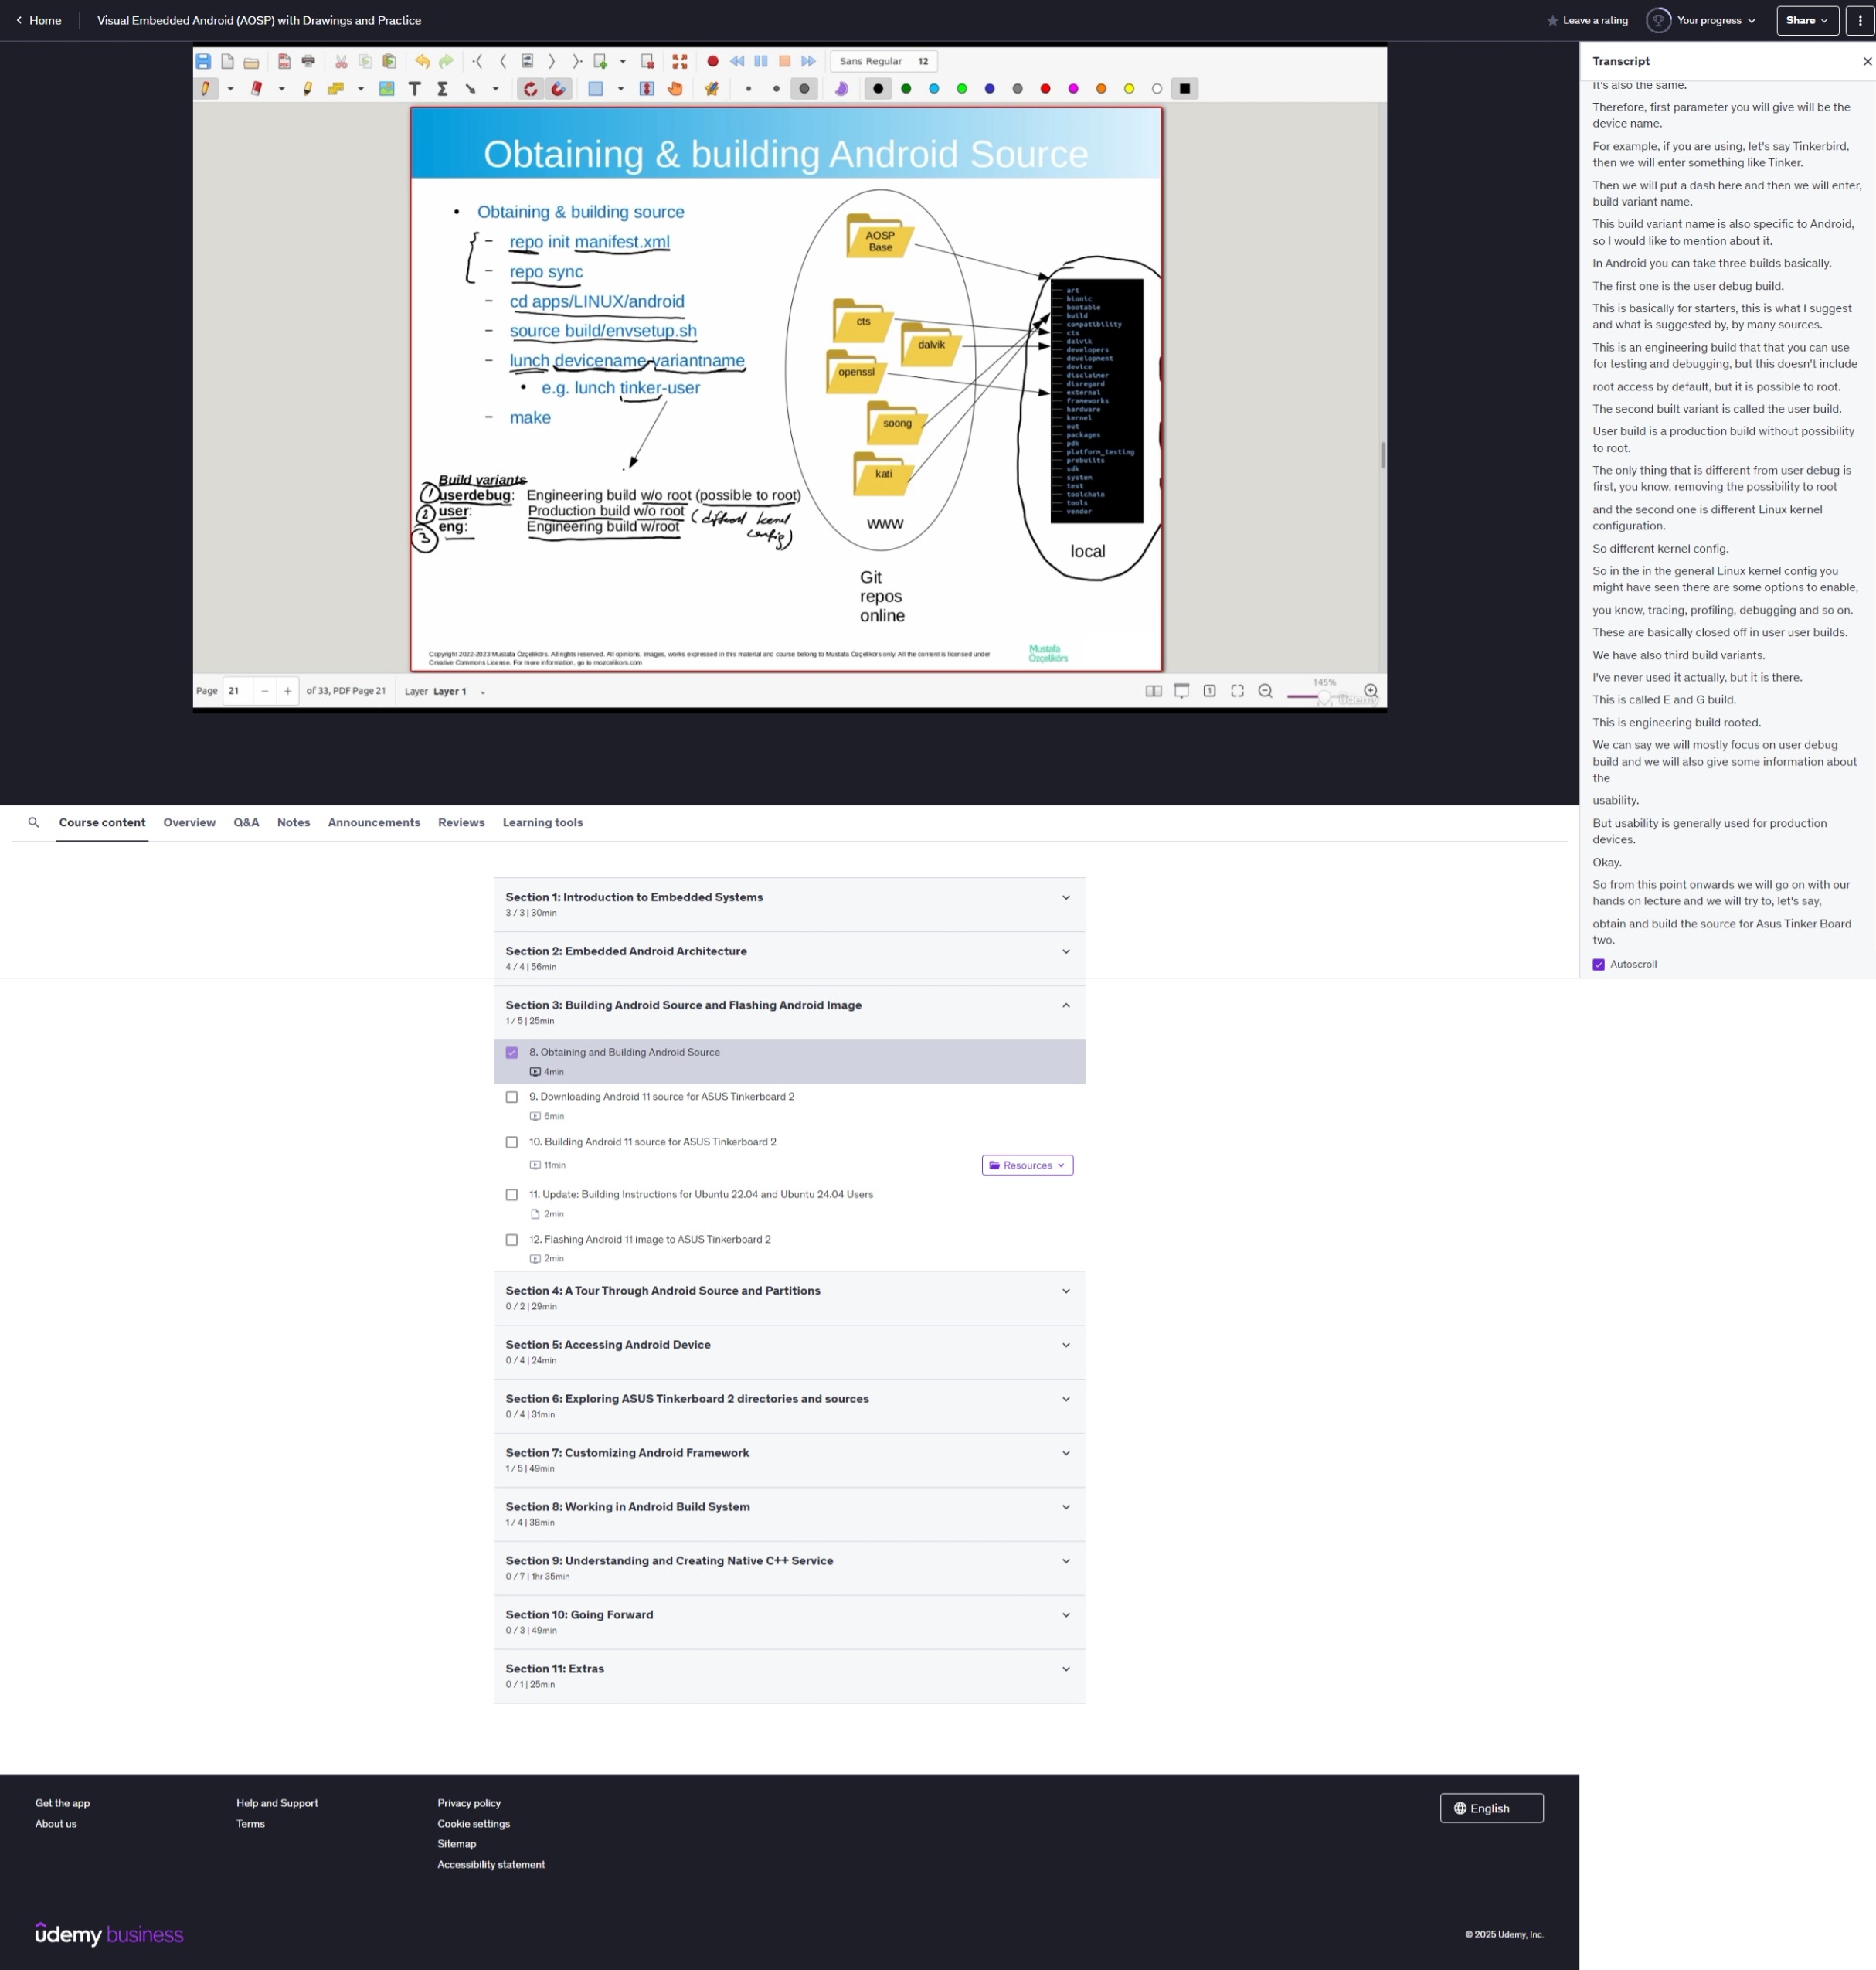 Home
Visual Embedded Android (AOSP) with Drawings and Practice
Leave a rating
Your progress
Share
Sans Regular 12
Obtaining & building Android Source
Obtaining & building source
repo init manifest.xml
repo sync
cd apps/LINUX/android
source build/envsetup.sh
lunch devicename-variantname
e.g. lunch tinker-user
make
Build variants
1 userdebug: Engineering build w/o root (possible to root)
2 user: Production build w/o root (different kernel config)
3 eng: Engineering build w/root
AOSP Base
cts
dalvik
openssl
soong
kati
www
Git
repos
online
art
bionic
bootable
build
compatibility
cts
dalvik
developers
development
device
disclaimer
disregard
external
frameworks
hardware
kernel
out
packages
pdk
platform_testing
prebuilts
sdk
system
test
toolchain
tools
vendor
local
Copyright 2022-2023 Mustafa Özçelikörs. All rights reserved. All opinions, images, works expressed in this material and course belong to Mustafa Özçelikörs only. All the content is licensed under
Creative Commons License. For more information, go to mozcelikors.com
Mustafa
Özçelikörs
Page 21 of 33, PDF Page 21 Layer Layer 1
145%
udemy
Transcript
It's also the same.
Therefore, first parameter you will give will be the
device name.
For example, if you are using, let's say Tinkerbird,
then we will enter something like Tinker.
Then we will put a dash here and then we will enter,
build variant name.
This build variant name is also specific to Android,
so I would like to mention about it.
In Android you can take three builds basically.
The first one is the user debug build.
This is basically for starters, this is what I suggest
and what is suggested by, by many sources.
This is an engineering build that that you can use
for testing and debugging, but this doesn't include
root access by default, but it is possible to root.
The second built variant is called the user build.
User build is a production build without possibility
to root.
The only thing that is different from user debug is
first, you know, removing the possibility to root
and the second one is different Linux kernel
configuration.
So different kernel config.
So in the in the general Linux kernel config you
might have seen there are some options to enable,
you know, tracing, profiling, debugging and so on.
These are basically closed off in user user builds.
We have also third build variants.
I've never used it actually, but it is there.
This is called E and G build.
This is engineering build rooted.
We can say we will mostly focus on user debug
build and we will also give some information about
the
usability.
But usability is generally used for production
devices.
Okay.
So from this point onwards we will go on with our
hands on lecture and we will try to, let's say,
obtain and build the source for Asus Tinker Board
two.
Autoscroll
Course content
Overview
Q&A
Notes
Announcements
Reviews
Learning tools
Section 1: Introduction to Embedded Systems
3 / 3 | 30min
Section 2: Embedded Android Architecture
4 / 4 | 56min
Section 3: Building Android Source and Flashing Android Image
1 / 5 | 25min
8. Obtaining and Building Android Source
4min
9. Downloading Android 11 source for ASUS Tinkerboard 2
6min
10. Building Android 11 source for ASUS Tinkerboard 2
11min
Resources
11. Update: Building Instructions for Ubuntu 22.04 and Ubuntu 24.04 Users
2min
12. Flashing Android 11 image to ASUS Tinkerboard 2
2min
Section 4: A Tour Through Android Source and Partitions
0 / 2 | 29min
Section 5: Accessing Android Device
0 / 4 | 24min
Section 6: Exploring ASUS Tinkerboard 2 directories and sources
0 / 4 | 31min
Section 7: Customizing Android Framework
1 / 5 | 49min
Section 8: Working in Android Build System
1 / 4 | 38min
Section 9: Understanding and Creating Native C++ Service
0 / 7 | 1hr 35min
Section 10: Going Forward
0 / 3 | 49min
Section 11: Extras
0 / 1 | 25min
Get the app
About us
Help and Support
Terms
Privacy policy
Cookie settings
Sitemap
Accessibility statement
English
udemy business
© 2025 Udemy, Inc.